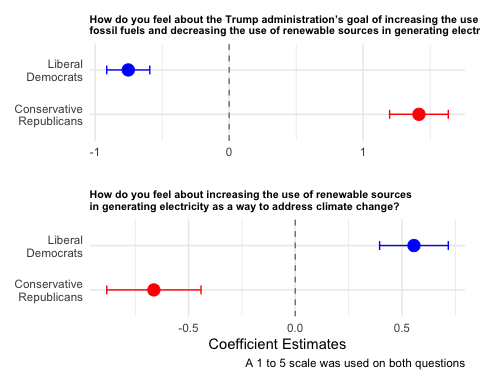 How do you feel about the Trump administration's goal of increasing the use
fossil fuels and decreasing the use of renewable sources in generating electr
Liberal
Democrats
Conservative
Republicans
-1 0 1
How do you feel about increasing the use of renewable sources
in generating electricity as a way to address climate change?
Liberal
Democrats
Conservative
Republicans
-0.5 0.0 0.5
Coefficient Estimates
A 1 to 5 scale was used on both questions